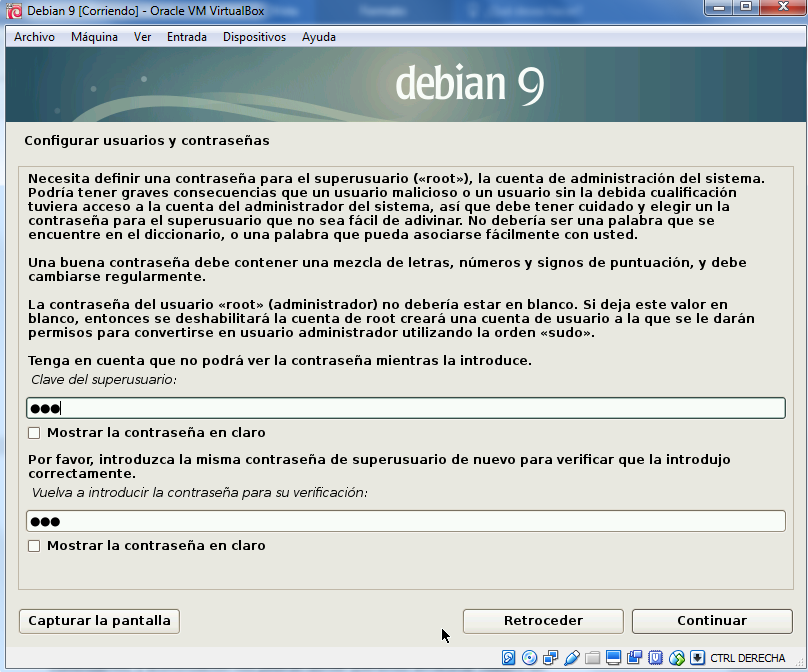 Debian 9 [Corriendo] - Oracle VM VirtualBox
Archivo Máquina Ver Entrada Dispositivos Ayuda
debian 9
Configurar usuarios y contraseñas
Necesita definir una contraseña para el superusuario («root»), la cuenta de administración del sistema.
Podría tener graves consecuencias que un usuario malicioso o un usuario sin la debida cualificación
tuviera acceso a la cuenta del administrador del sistema, así que debe tener cuidado y elegir un la
contraseña para el superusuario que no sea fácil de adivinar. No debería ser una palabra que se
encuentre en el diccionario, o una palabra que pueda asociarse fácilmente con usted.
Una buena contraseña debe contener una mezcla de letras, números y signos de puntuación, y debe
cambiarse regularmente.
La contraseña del usuario «root» (administrador) no debería estar en blanco. Si deja este valor en
blanco, entonces se deshabilitará la cuenta de root creará una cuenta de usuario a la que se le darán
permisos para convertirse en usuario administrador utilizando la orden «sudo».
Tenga en cuenta que no podrá ver la contraseña mientras la introduce.
Clave del superusuario:
●●●
Mostrar la contraseña en claro
Por favor, introduzca la misma contraseña de superusuario de nuevo para verificar que la introdujo
correctamente.
Vuelva a introducir la contraseña para su verificación:
●●●
Mostrar la contraseña en claro
Capturar la pantalla Retroceder Continuar
CTRL DERECHA